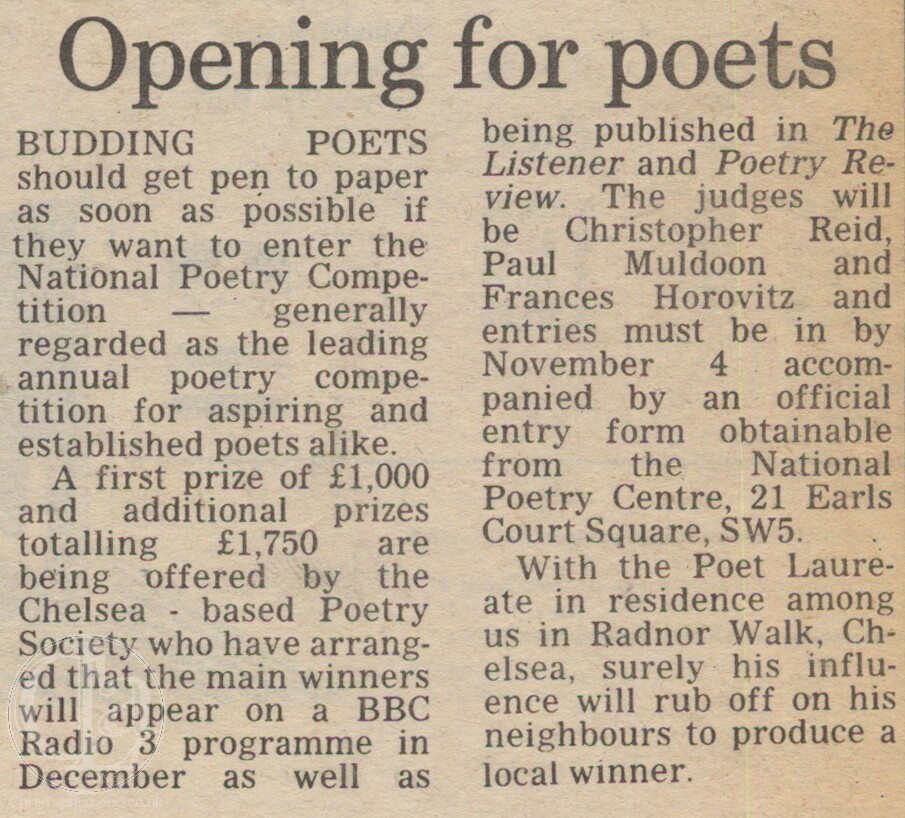 Opening for poets
BUDDING POETS
should get pen to paper
as soon as possible if
they want to enter the
National Poetry Compe-
tition — generally
regarded as the leading
annual poetry compe-
tition for aspiring and
established poets alike.
A first prize of £1,000
and additional prizes
totalling £1,750 are
being offered by the
Chelsea - based Poetry
Society who have arrang-
ed that the main winners
will appear on a BBC
Radio 3 programme in
December as well as
being published in The
Listener and Poetry Re-
view. The judges will
be Christopher Reid,
Paul Muldoon and
Frances Horovitz and
entries must be in by
November 4 accom-
panied by an official
entry form obtainable
from the National
Poetry Centre, 21 Earls
Court Square, SW5.
With the Poet Laure-
ate in residence among
us in Radnor Walk, Ch-
elsea, surely his influ-
ence will rub off on his
neighbours to produce a
local winner.